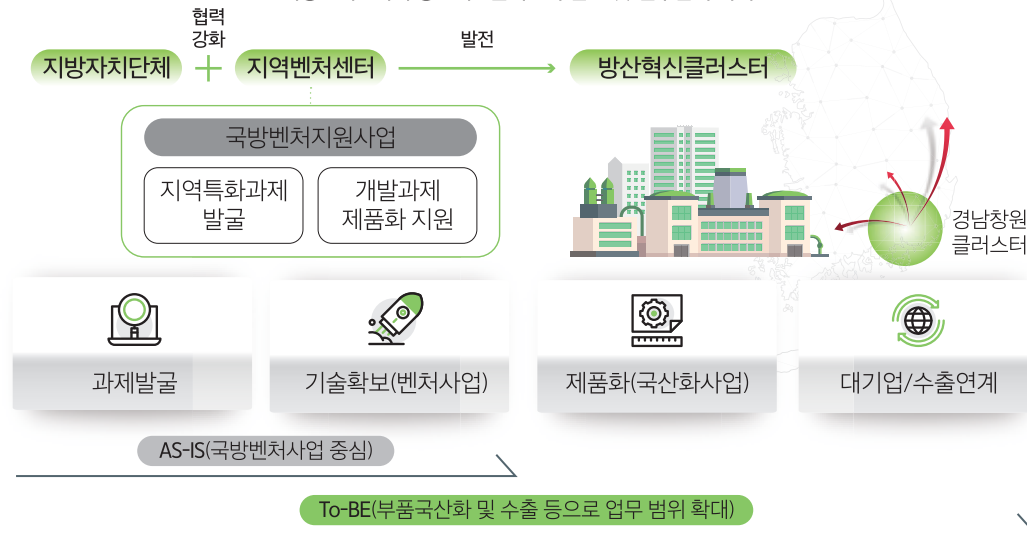 협력
강화
발전
지방자치단체
지역벤처센터
방산혁신클러스터
국방벤처지원사업
지역특화과제
발굴
개발과제
제품화 지원
경남창원
클러스터
과제발굴
기술확보(벤처사업)
제품화(국산화사업)
대기업/수출연계
AS-IS(국방벤처사업 중심)
To-BE(부품국산화 및 수출 등으로 업무 범위 확대)